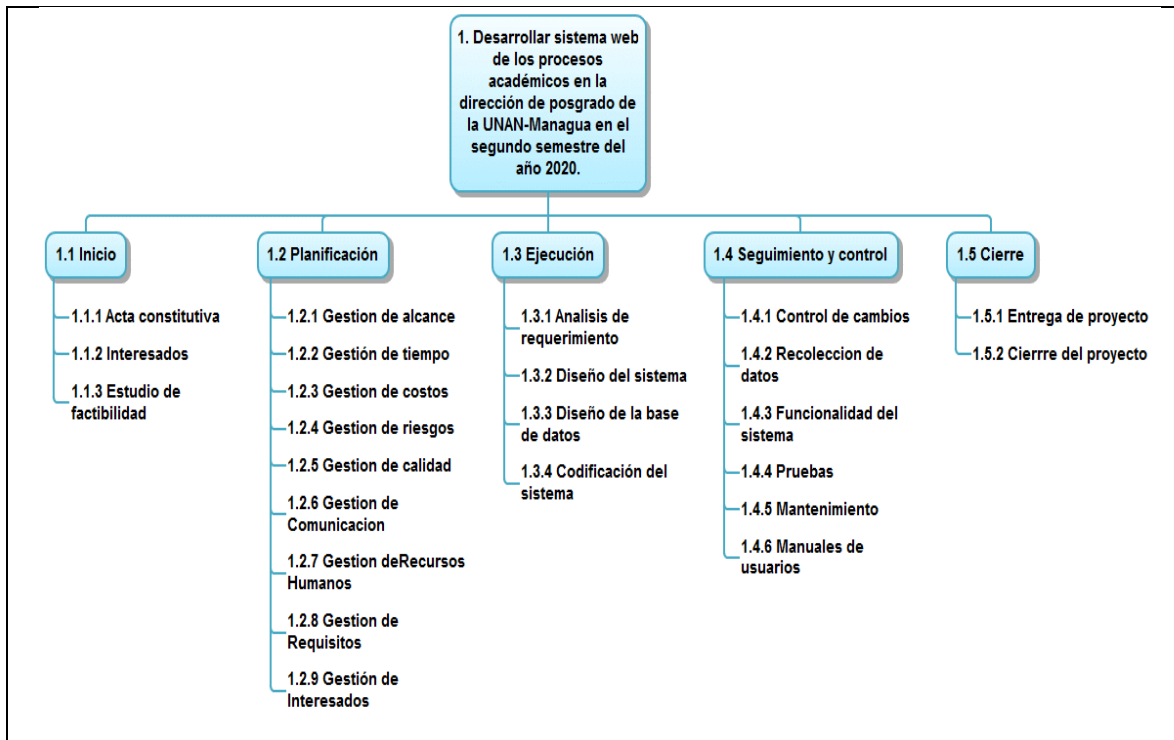 1. Desarrollar sistema web
de los procesos
académicos en la
dirección de posgrado de
la UNAN-Managua en el
segundo semestre del
año 2020.
1.1 Inicio
1.1.1 Acta constitutiva
1.1.2 Interesados
1.1.3 Estudio de
factibilidad
1.2 Planificación
1.2.1 Gestion de alcance
1.2.2 Gestión de tiempo
1.2.3 Gestion de costos
1.2.4 Gestion de riesgos
1.2.5 Gestion de calidad
1.2.6 Gestion de
Comunicacion
1.2.7 Gestion deRecursos
Humanos
1.2.8 Gestion de
Requisitos
1.2.9 Gestión de
Interesados
1.3 Ejecución
1.3.1 Analisis de
requerimiento
1.3.2 Diseño del sistema
1.3.3 Diseño de la base
de datos
1.3.4 Codificación del
sistema
1.4 Seguimiento y control
1.4.1 Control de cambios
1.4.2 Recoleccion de
datos
1.4.3 Funcionalidad del
sistema
1.4.4 Pruebas
1.4.5 Mantenimiento
1.4.6 Manuales de
usuarios
1.5 Cierre
1.5.1 Entrega de proyecto
1.5.2 Cierrre del proyecto